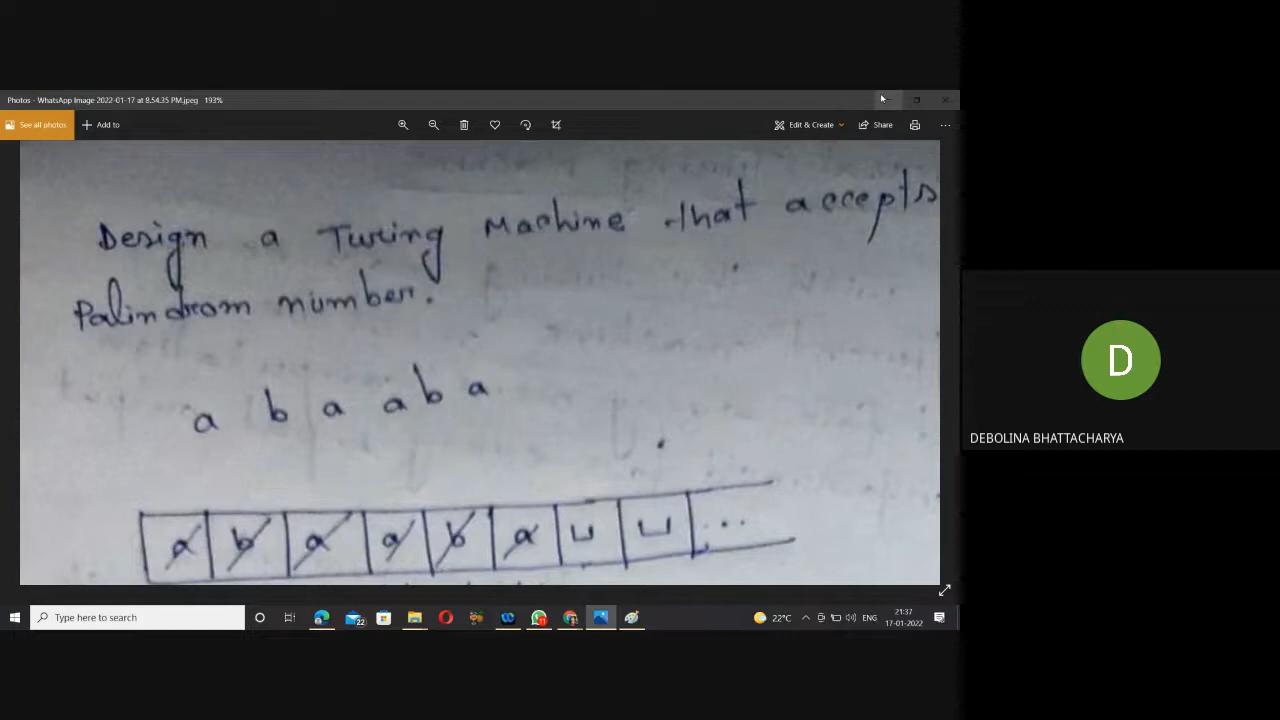 Photos - WhatsApp Image 2022-01-17 at 8.54.35 PM.jpeg 193%
See all photos
Add to
Edit & Create
Share
Design a Turing Machine that accepts
Palindrom number.
a b a a b a
a b a a b a ⊔ ⊔ ...
D
DEBOLINA BHATTACHARYA
Type here to search
22
11
22°C
ENG
21:37
17-01-2022